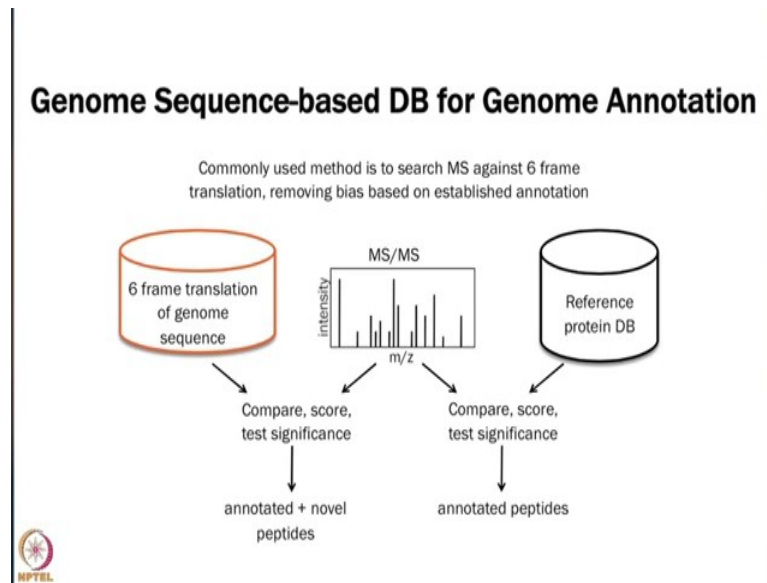 Genome Sequence-based DB for Genome Annotation
Commonly used method is to search MS against 6 frame
translation, removing bias based on established annotation
6 frame translation
of genome
sequence
MS/MS
intensity
m/z
Reference
protein DB
Compare, score,
test significance
Compare, score,
test significance
annotated + novel
peptides
annotated peptides
NPTEL